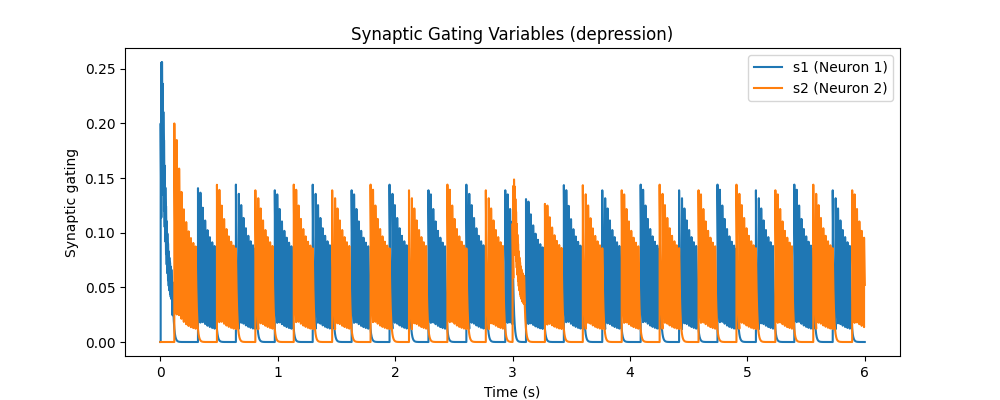 Synaptic Gating Variables (depression)
s1 (Neuron 1)
s2 (Neuron 2)
Synaptic gating
0.25
0.20
0.15
0.10
0.05
0.00
0 1 2 3 4 5 6
Time (s)